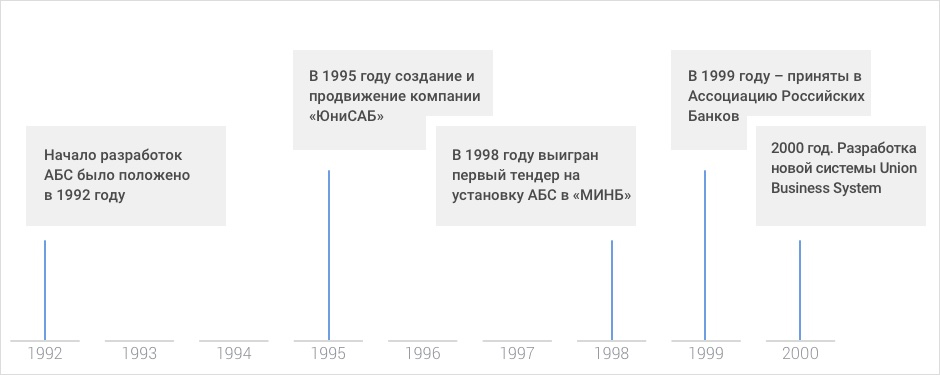 Начало разработок
АБС было положено
в 1992 году
В 1995 году создание и
продвижение компании
«ЮниСАБ»
В 1998 году выигран
первый тендер на
установку АБС в «МИНБ»
В 1999 году – приняты в
Ассоциацию Российских
Банков
2000 год. Разработка
новой системы Union
Business System
1992
1993
1994
1995
1996
1997
1998
1999
2000